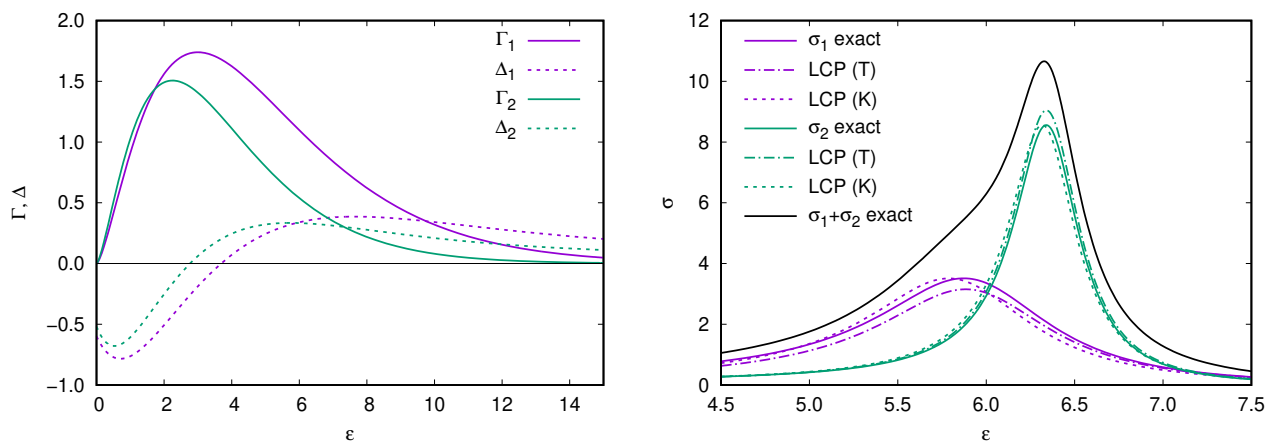 2.0
1.5
1.0
0.5
0.0
−0.5
−1.0
Γ, Δ
0 2 4 6 8 10 12 14
ε
Γ1
Δ1
Γ2
Δ2
12
10
8
6
4
2
0
σ
4.5 5.0 5.5 6.0 6.5 7.0 7.5
ε
σ1 exact
LCP (T)
LCP (K)
σ2 exact
LCP (T)
LCP (K)
σ1+σ2 exact